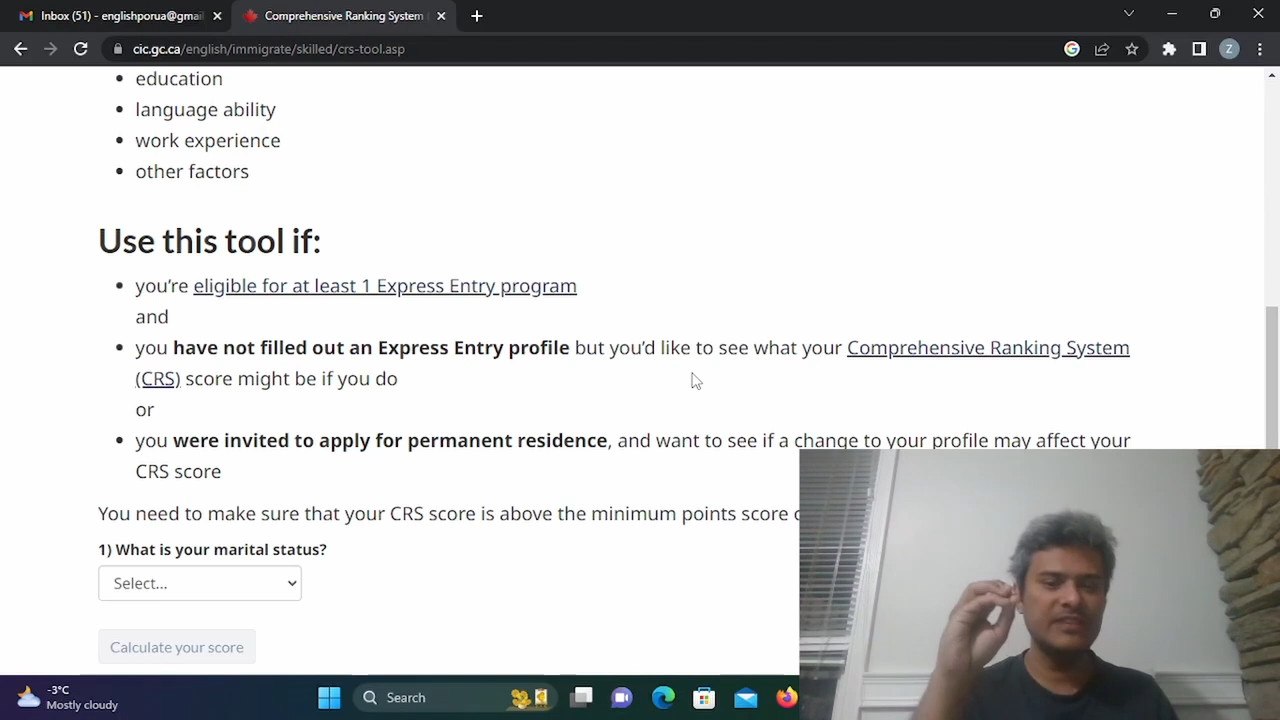 Inbox (51) - englishporua@gmai
Comprehensive Ranking System (
cic.gc.ca/english/immigrate/skilled/crs-tool.asp
Z
• education
• language ability
• work experience
• other factors
Use this tool if:
• you're eligible for at least 1 Express Entry program
and
• you have not filled out an Express Entry profile but you'd like to see what your Comprehensive Ranking System
(CRS) score might be if you do
or
• you were invited to apply for permanent residence, and want to see if a change to your profile may affect your
CRS score
You need to make sure that your CRS score is above the minimum points score
1) What is your marital status?
Select...
Calculate your score
-3°C
Mostly cloudy
Search